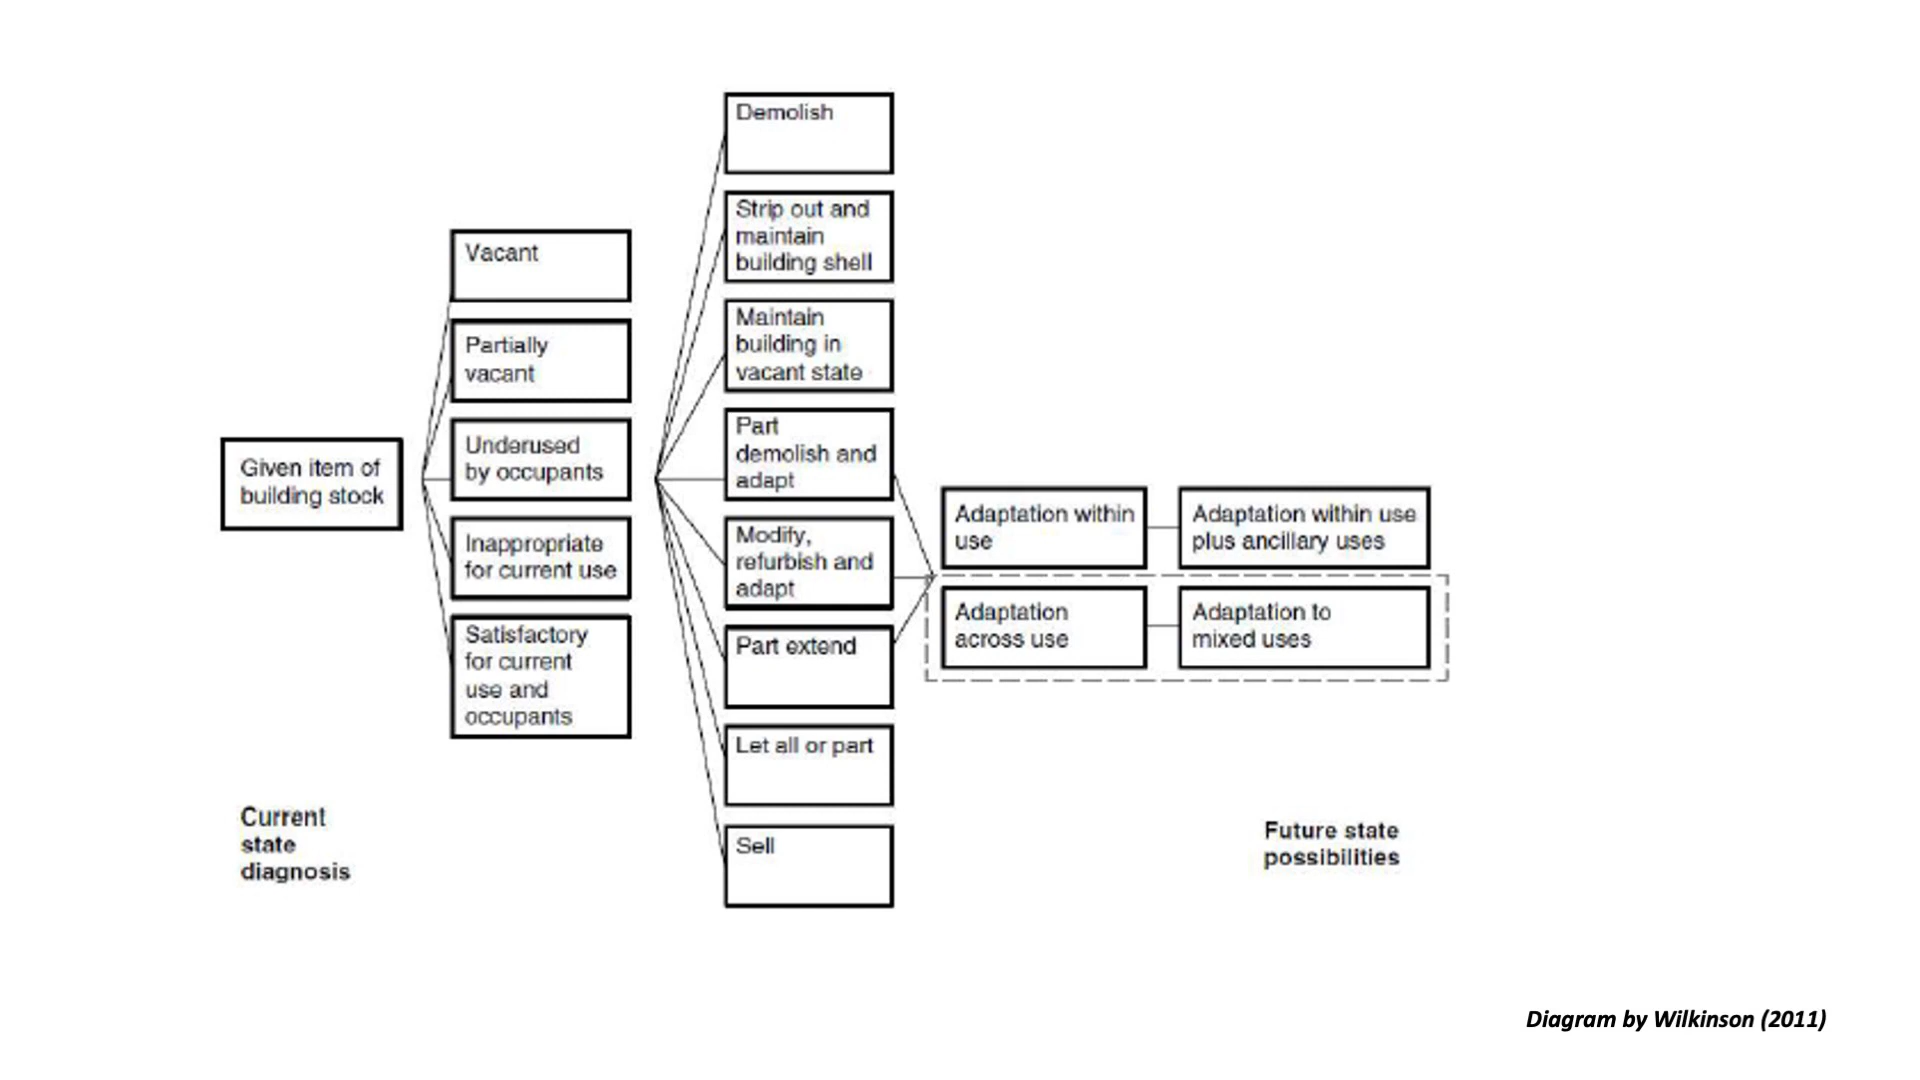 Given item of
building stock
Vacant
Partially
vacant
Underused
by occupants
Inappropriate
for current use
Satisfactory
for current
use and
occupants
Demolish
Strip out and
maintain
building shell
Maintain
building in
vacant state
Part
demolish and
adapt
Modify,
refurbish and
adapt
Part extend
Let all or part
Sell
Adaptation within
use
Adaptation within use
plus ancillary uses
Adaptation
across use
Adaptation to
mixed uses
Current
state
diagnosis
Future state
possibilities
Diagram by Wilkinson (2011)